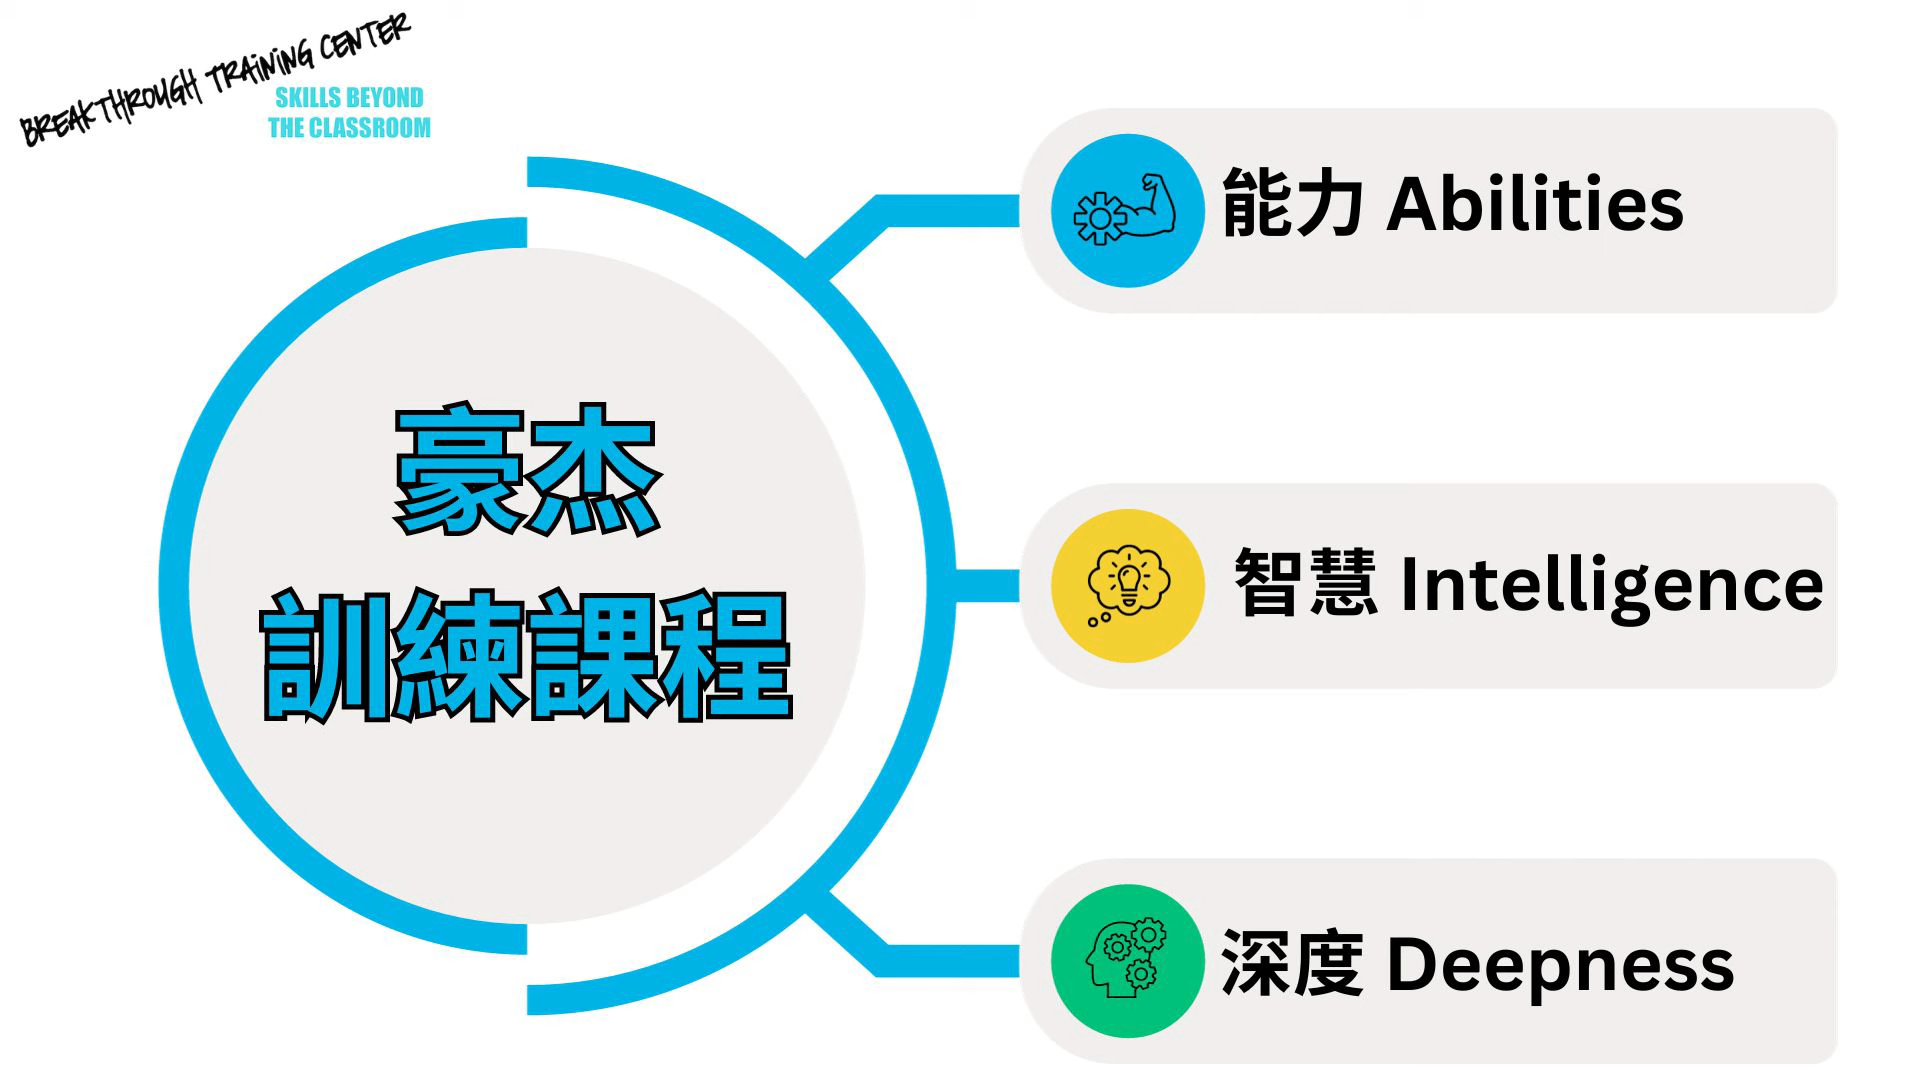 BREAKTHROUGH TRAINING CENTER
SKILLS BEYOND
THE CLASSROOM
豪杰
訓練課程
能力 Abilities
智慧 Intelligence
深度 Deepness